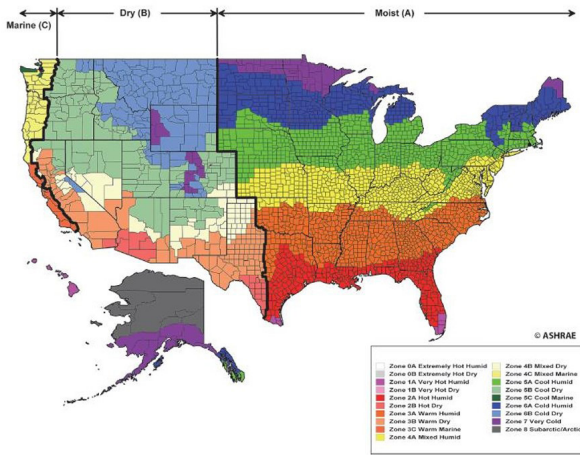 Marine (C)
Dry (B)
Moist (A)
© ASHRAE
Zone 0A Extremely Hot Humid
Zone 0B Extremely Hot Dry
Zone 1A Very Hot Humid
Zone 1B Very Hot Dry
Zone 2A Hot Humid
Zone 2B Hot Dry
Zone 3A Warm Humid
Zone 3B Warm Dry
Zone 3C Warm Marine
Zone 4A Mixed Humid
Zone 4B Mixed Dry
Zone 4C Mixed Marine
Zone 5A Cool Humid
Zone 5B Cool Dry
Zone 5C Cool Marine
Zone 6A Cold Humid
Zone 6B Cold Dry
Zone 7 Very Cold
Zone 8 Subarctic/Arctic